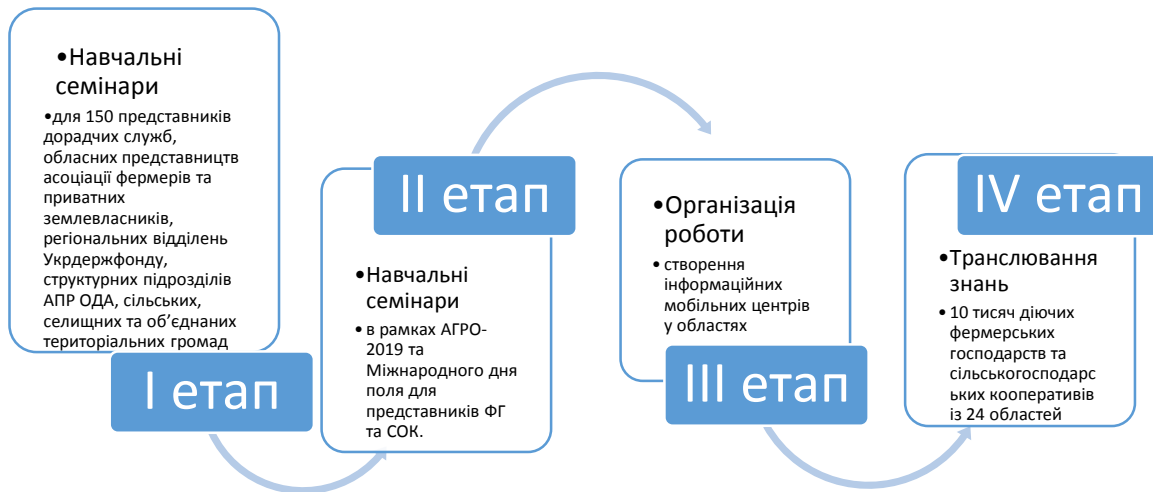 •Навчальні
семінари
•для 150 представників
дорадчих служб,
обласних представництв
асоціації фермерів та
приватних
землевласників,
регіональних відділень
Укрдержфонду,
структурних підрозділів
АПР ОДА, сільських,
селищних та об’єднаних
територіальних громад
І етап
ІІ етап
•Навчальні
семінари
• в рамках АГРО-
2019 та
Міжнародного дня
поля для
представників ФГ
та СОК.
•Організація
роботи
• створення
інформаційних
мобільних центрів
у областях
ІІІ етап
IV етап
•Транслювання
знань
• 10 тисяч діючих
фермерських
господарств та
сільськогосподарс
ьких кооперативів
із 24 областей